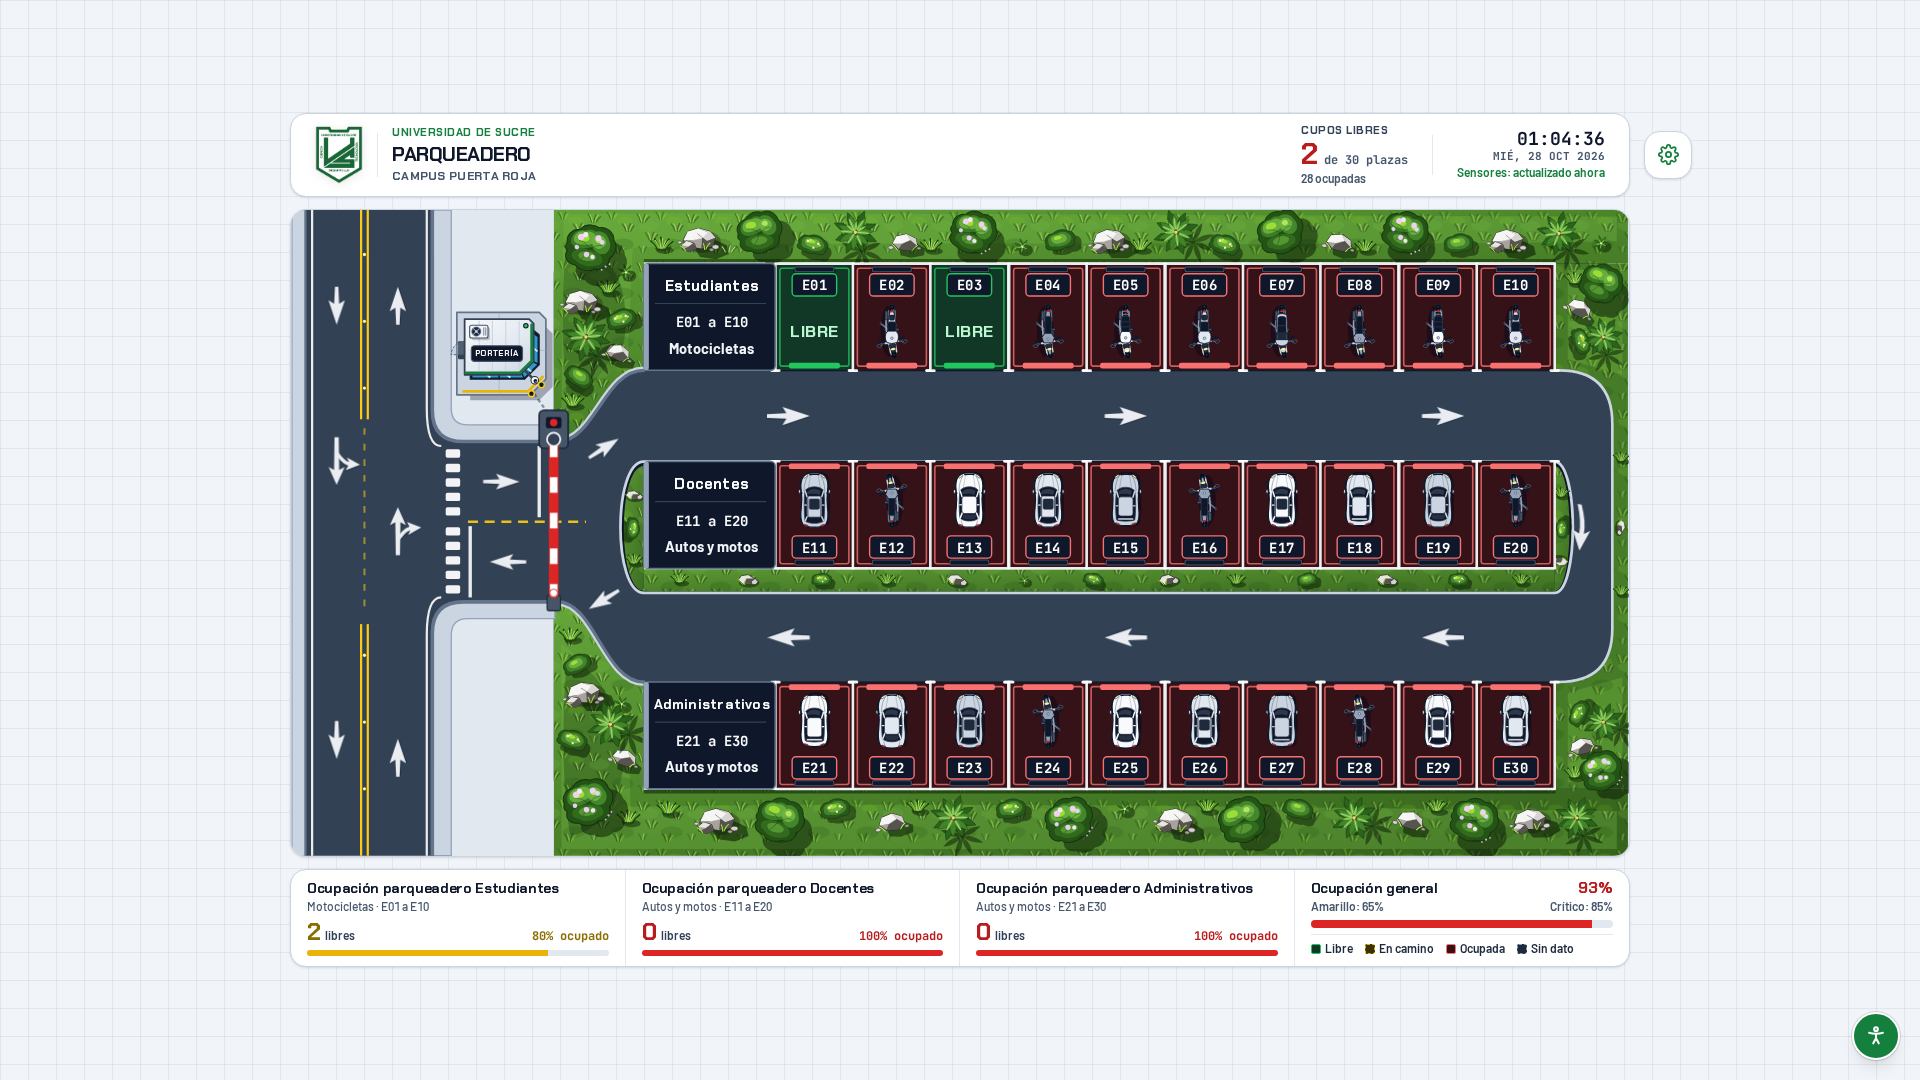 UNIVERSIDAD DE SUCRE
PARQUEADERO
CAMPUS PUERTA ROJA
CUPOS LIBRES
2 de 30 plazas
28 ocupadas
01:04:36
MIÉ, 28 OCT 2026
Sensores: actualizado ahora
PORTERÍA
Estudiantes
E01 a E10
Motocicletas
E01 E02 E03 E04 E05 E06 E07 E08 E09 E10
LIBRE LIBRE
Docentes
E11 a E20
Autos y motos
E11 E12 E13 E14 E15 E16 E17 E18 E19 E20
Administrativos
E21 a E30
Autos y motos
E21 E22 E23 E24 E25 E26 E27 E28 E29 E30
Ocupación parqueadero Estudiantes
Motocicletas · E01 a E10
2 libres 80% ocupado
Ocupación parqueadero Docentes
Autos y motos · E11 a E20
0 libres 100% ocupado
Ocupación parqueadero Administrativos
Autos y motos · E21 a E30
0 libres 100% ocupado
Ocupación general 93%
Amarillo: 65% Crítico: 85%
Libre En camino Ocupada Sin dato